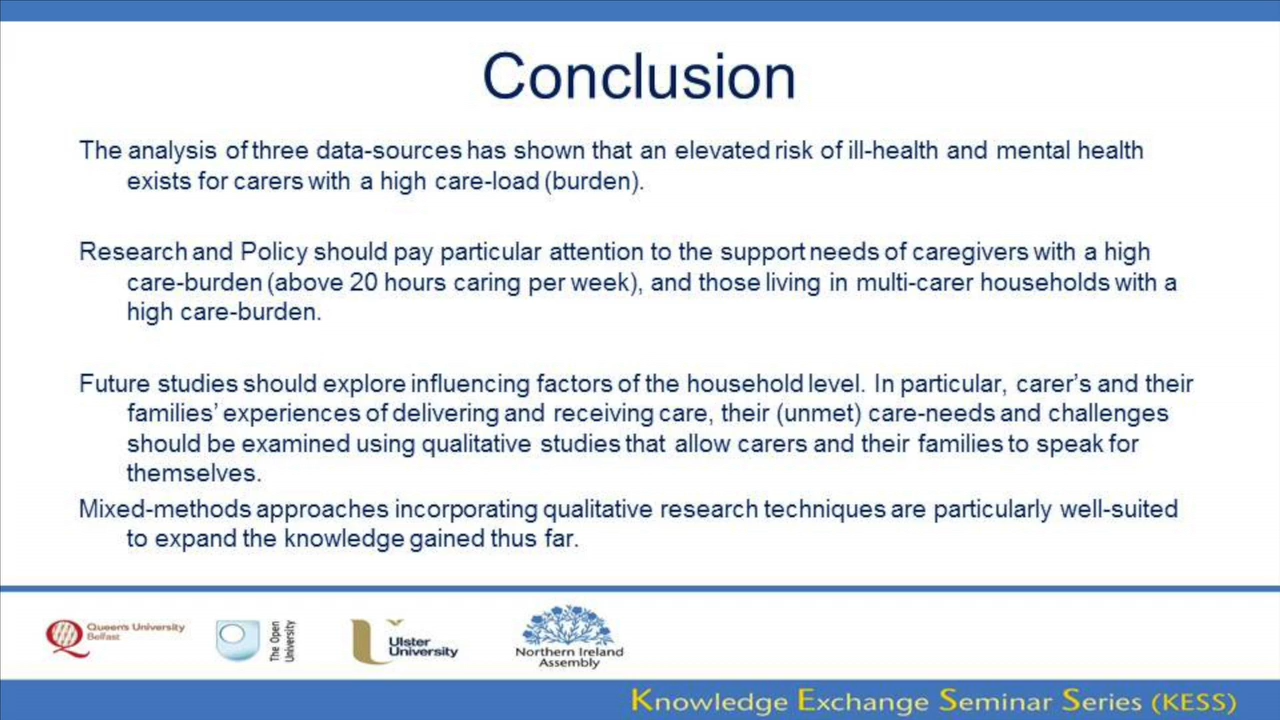 Conclusion
The analysis of three data-sources has shown that an elevated risk of ill-health and mental health
exists for carers with a high care-load (burden).
Research and Policy should pay particular attention to the support needs of caregivers with a high
care-burden (above 20 hours caring per week), and those living in multi-carer households with a
high care-burden.
Future studies should explore influencing factors of the household level. In particular, carer's and their
families' experiences of delivering and receiving care, their (unmet) care-needs and challenges
should be examined using qualitative studies that allow carers and their families to speak for
themselves.
Mixed-methods approaches incorporating qualitative research techniques are particularly well-suited
to expand the knowledge gained thus far.
Queen's University
Belfast
The Open
University
Ulster
University
Northern Ireland
Assembly
Knowledge Exchange Seminar Series (KESS)